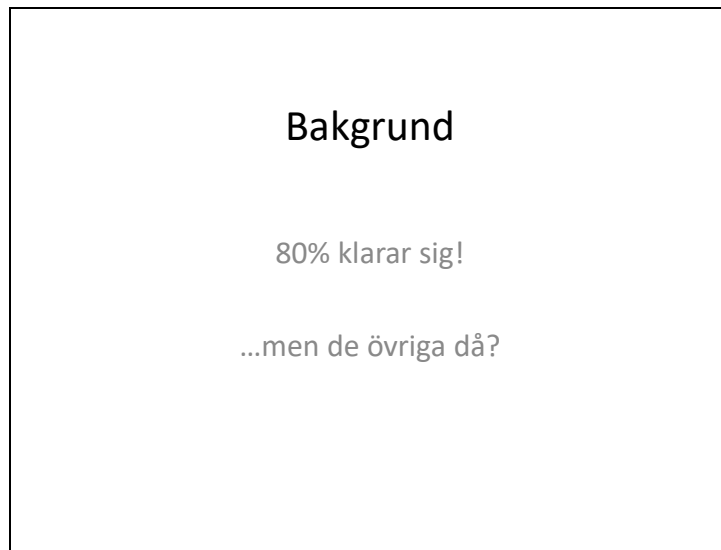 Bakgrund
80% klarar sig!
…men de övriga då?